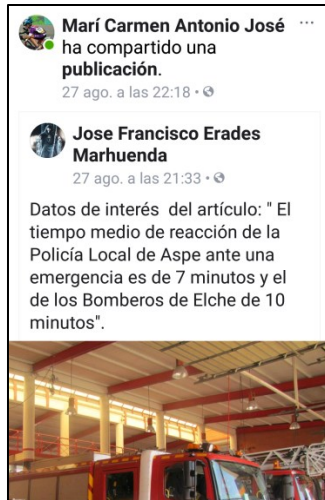 Marí Carmen Antonio José
ha compartido una
publicación.
27 ago. a las 22:18 •
Jose Francisco Erades
Marhuenda
27 ago. a las 21:33 •
Datos de interés del artículo: " El
tiempo medio de reacción de la
Policía Local de Aspe ante una
emergencia es de 7 minutos y el
de los Bomberos de Elche de 10
minutos".